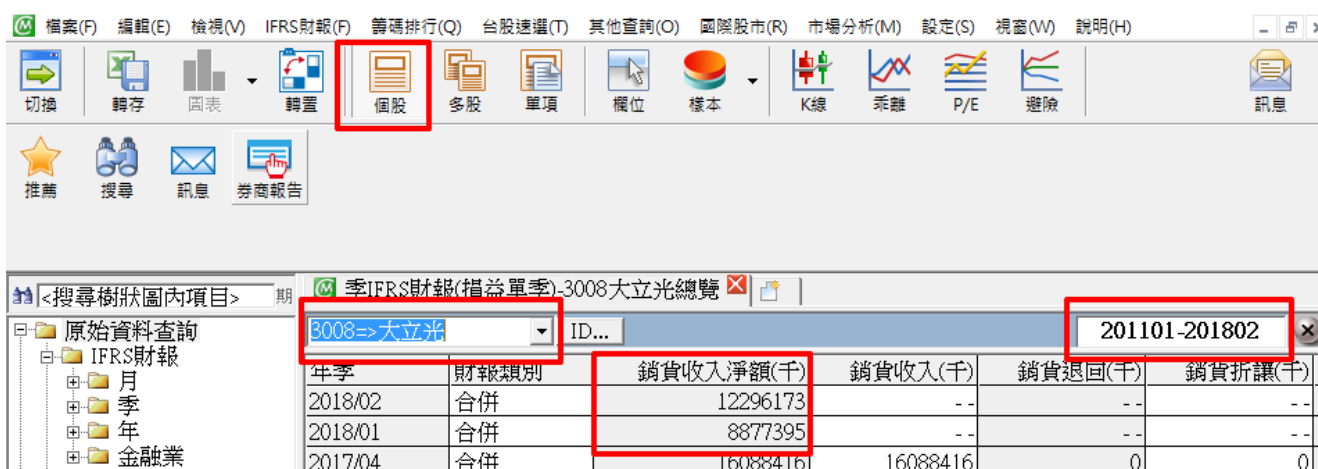 檔案(F) 編輯(E) 檢視(V) IFRS財報(F) 籌碼排行(Q) 台股速選(T) 其他查詢(O) 國際股市(R) 市場分析(M) 設定(S) 視窗(W) 說明(H)
切換 轉存 圖表 轉置 個股 多股 單項 欄位 樣本 K線 乖離 P/E 避險 訊息
推薦 搜尋 訊息 券商報告
<搜尋樹狀圖內項目> 期 季IFRS財報(損益單季)-3008大立光總覽
原始資料查詢 3008=>大立光 ID... 201101-201802
IFRS財報 年季 財報類別 銷貨收入淨額(千) 銷貨收入(千) 銷貨退回(千) 銷貨折讓(千)
月
季 2018/02 合併 12296173 -- -- --
年 2018/01 合併 8877395 -- -- --
金融業 2017/04 合併 16088416 16088416 0 0